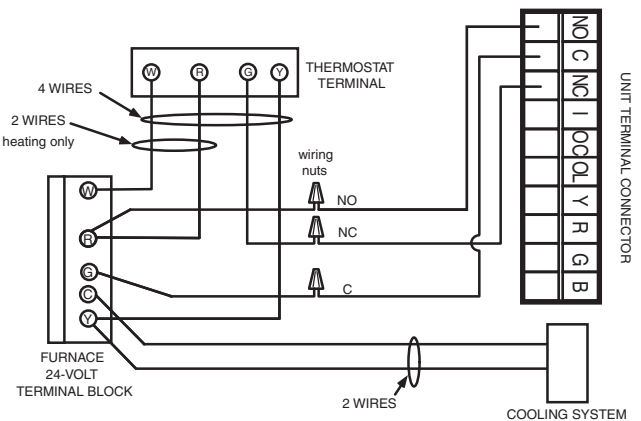 W R G Y
THERMOSTAT
TERMINAL
4 WIRES
2 WIRES
heating only
wiring
nuts
W
R
G
C
Y
NO
NC
C
FURNACE
24-VOLT
TERMINAL BLOCK
2 WIRES
COOLING SYSTEM
NO
C
NC
I
OC
OL
Y
R
G
B
UNIT TERMINAL CONNECTOR